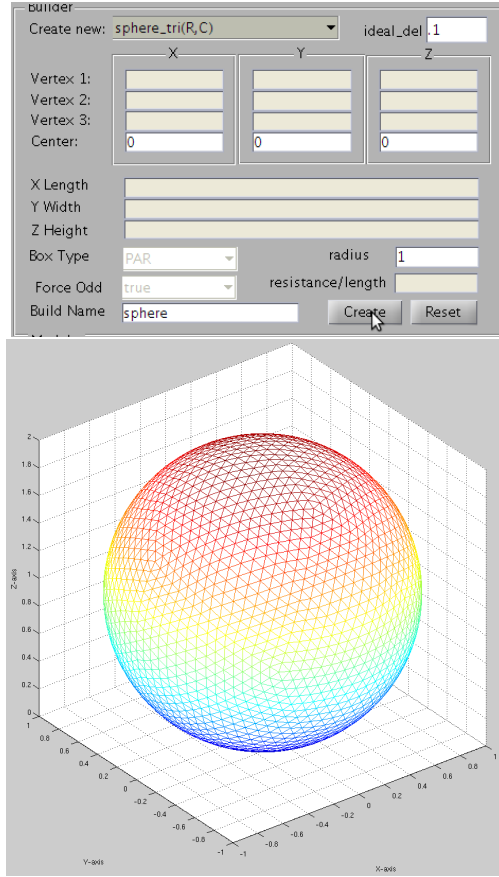 Builder
Create new: sphere_tri(R,C) ideal_del .1
X Y Z
Vertex 1:
Vertex 2:
Vertex 3:
Center: 0 0 0
X Length
Y Width
Z Height
Box Type PAR radius 1
Force Odd true resistance/length
Build Name sphere Create Reset
2
1.8
1.6
1.4
1.2
Z-axis
1
0.8
0.6
0.4
0.2
0
1
0.8
0.6
0.4
0.2
0
-0.2
-0.4
-0.6
-0.8
-1
Y-axis
-1
-0.8
-0.6
-0.4
-0.2
0
0.2
0.4
0.6
0.8
1
X-axis